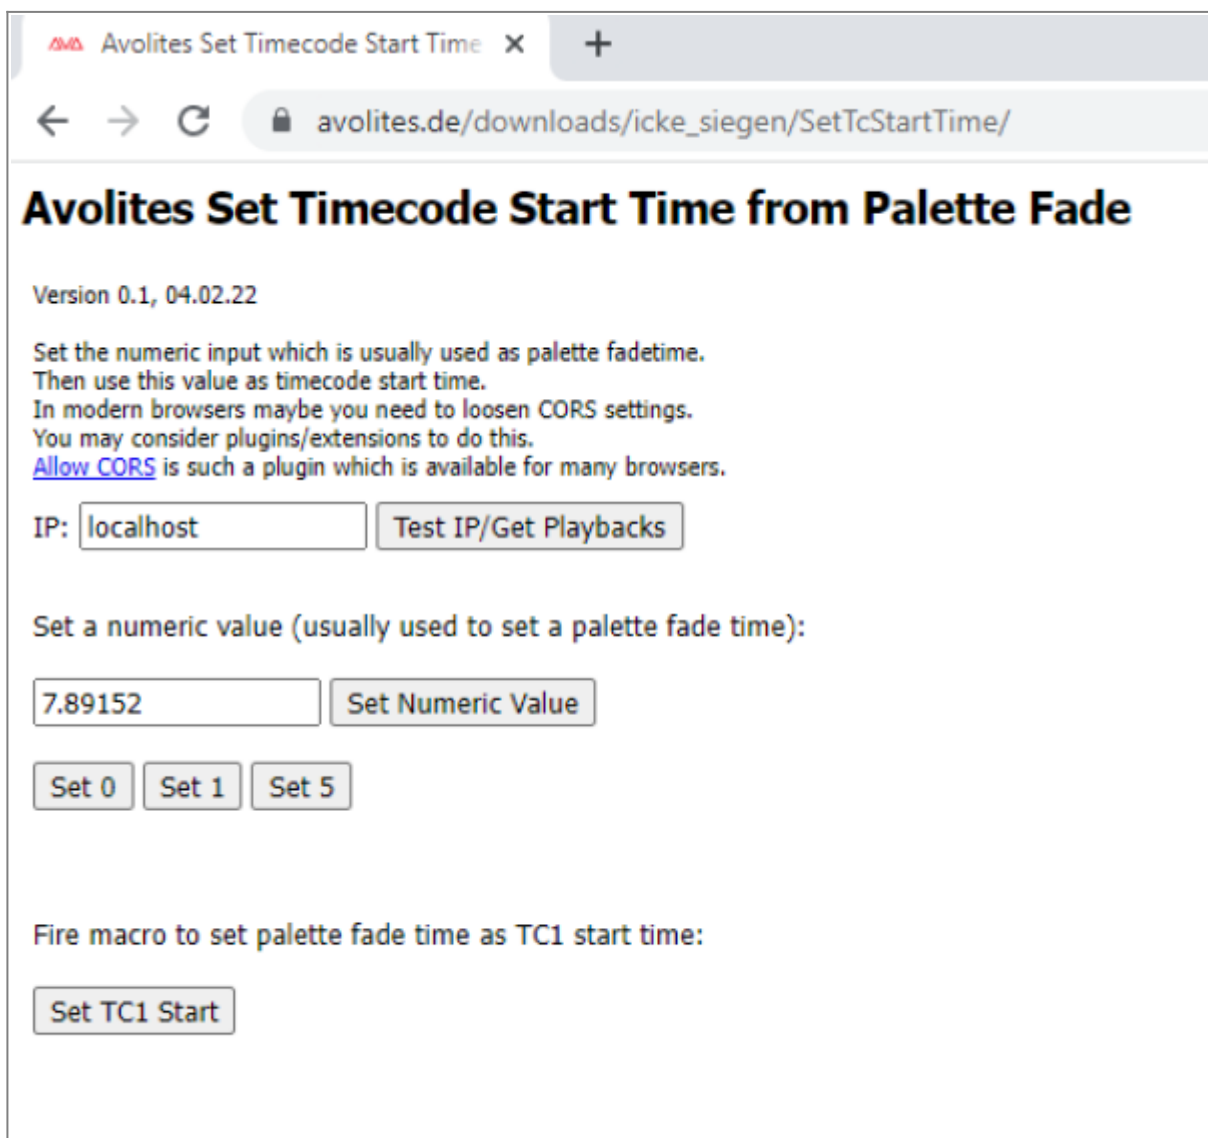 Avolites Set Timecode Start Time
avolites.de/downloads/icke_siegen/SetTcStartTime/
Avolites Set Timecode Start Time from Palette Fade
Version 0.1, 04.02.22
Set the numeric input which is usually used as palette fadetime.
Then use this value as timecode start time.
In modern browsers maybe you need to loosen CORS settings.
You may consider plugins/extensions to do this.
Allow CORS is such a plugin which is available for many browsers.
IP: localhost Test IP/Get Playbacks
Set a numeric value (usually used to set a palette fade time):
7.89152 Set Numeric Value
Set 0 Set 1 Set 5
Fire macro to set palette fade time as TC1 start time:
Set TC1 Start